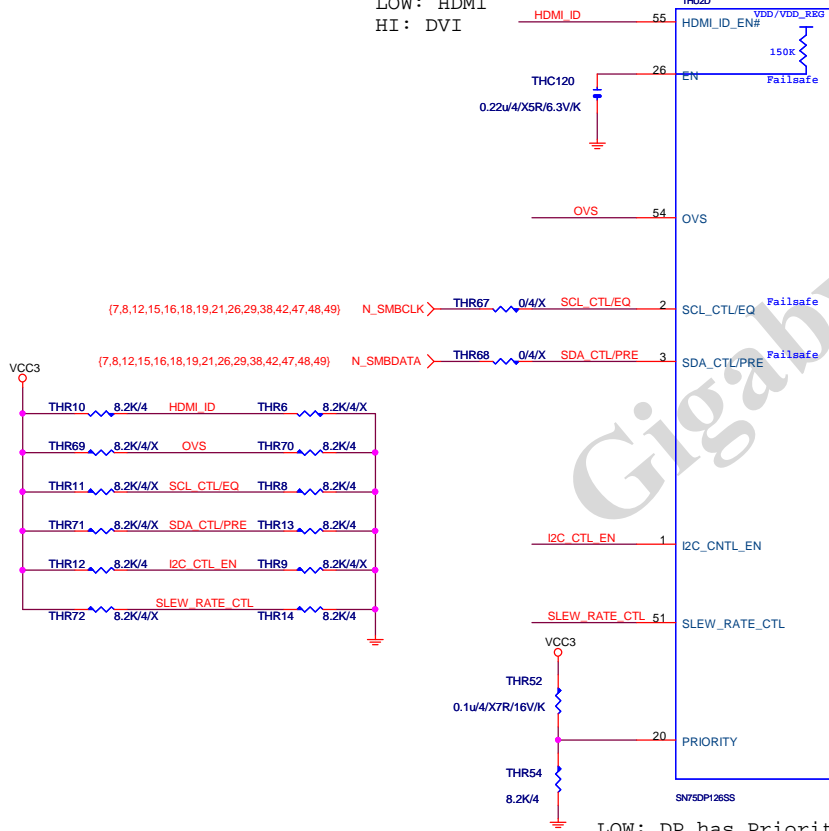 LOW: HDMI
HI: DVI
HDMI_ID 55 HDMI_ID_EN#
VDD/VDD_REG
150K
26 EN Failsafe
THC120
0.22u/4/X5R/6.3V/K
OVS 54 OVS
{7,8,12,15,16,18,19,21,26,29,38,42,47,48,49} N_SMBCLK THR67 0/4/X SCL_CTL/EQ 2 SCL_CTL/EQ Failsafe
{7,8,12,15,16,18,19,21,26,29,38,42,47,48,49} N_SMBDATA THR68 0/4/X SDA_CTL/PRE 3 SDA_CTL/PRE Failsafe
VCC3
THR10 8.2K/4 HDMI_ID THR6 8.2K/4/X
THR69 8.2K/4/X OVS THR70 8.2K/4
THR11 8.2K/4/X SCL_CTL/EQ THR8 8.2K/4
THR71 8.2K/4/X SDA_CTL/PRE THR13 8.2K/4
THR12 8.2K/4 I2C_CTL_EN THR9 8.2K/4/X
THR72 8.2K/4/X SLEW_RATE_CTL THR14 8.2K/4
I2C_CTL_EN 1 I2C_CNTL_EN
SLEW_RATE_CTL 51 SLEW_RATE_CTL
VCC3
THR52
0.1u/4/X7R/16V/K
20 PRIORITY
THR54
8.2K/4
SN75DP126SS
LOW: DP has Priorit
Gigaby